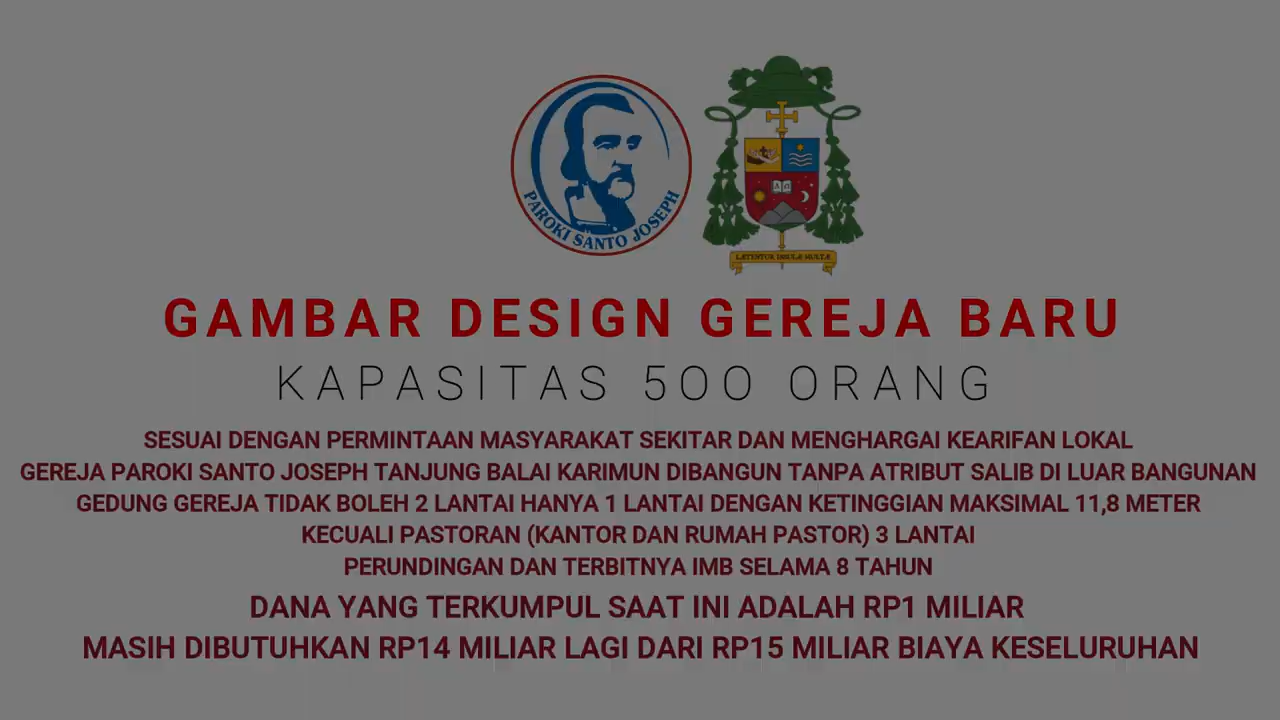 PAROKI SANTO JOSEPH
LÆTENTUR INSULÆ MULTÆ
GAMBAR DESIGN GEREJA BARU
KAPASITAS 500 ORANG
SESUAI DENGAN PERMINTAAN MASYARAKAT SEKITAR DAN MENGHARGAI KEARIFAN LOKAL
GEREJA PAROKI SANTO JOSEPH TANJUNG BALAI KARIMUN DIBANGUN TANPA ATRIBUT SALIB DI LUAR BANGUNAN
GEDUNG GEREJA TIDAK BOLEH 2 LANTAI HANYA 1 LANTAI DENGAN KETINGGIAN MAKSIMAL 11,8 METER
KECUALI PASTORAN (KANTOR DAN RUMAH PASTOR) 3 LANTAI
PERUNDINGAN DAN TERBITNYA IMB SELAMA 8 TAHUN
DANA YANG TERKUMPUL SAAT INI ADALAH RP1 MILIAR
MASIH DIBUTUHKAN RP14 MILIAR LAGI DARI RP15 MILIAR BIAYA KESELURUHAN